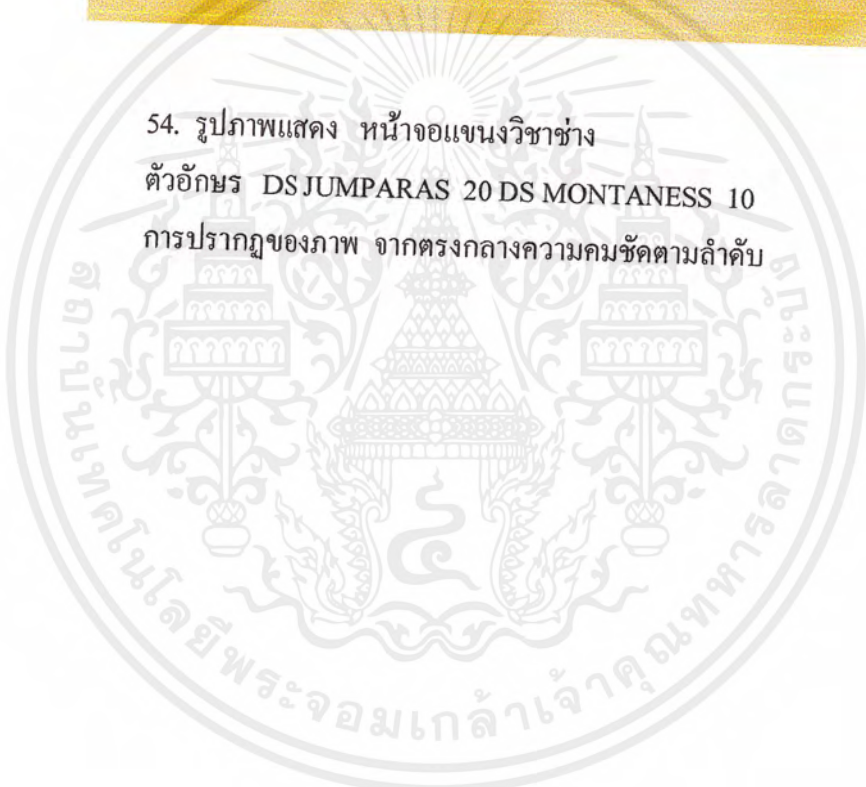 54. รูปภาพแสดง หน้าจอแขนงวิชาช่าง
ตัวอักษร DS JUMPARAS 20 DS MONTANESS 10
การปรากฏของภาพ จากตรงกลางความคมชัดตามลำดับ
สถาบันเทคโนโลยีพระจอมเกล้าเจ้าคุณทหารลาดกระบัง